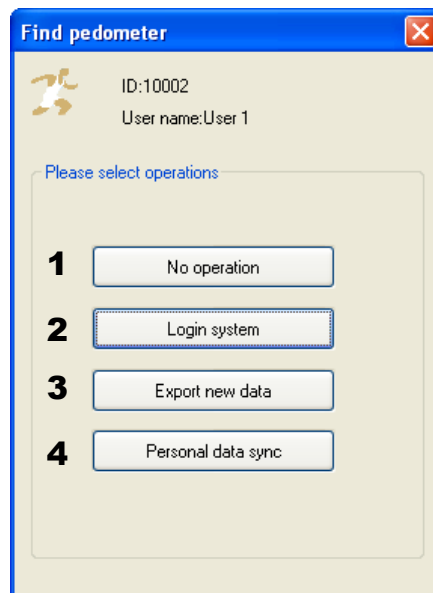 Find pedometer
ID:10002
User name:User 1
Please select operations
1 No operation
2 Login system
3 Export new data
4 Personal data sync